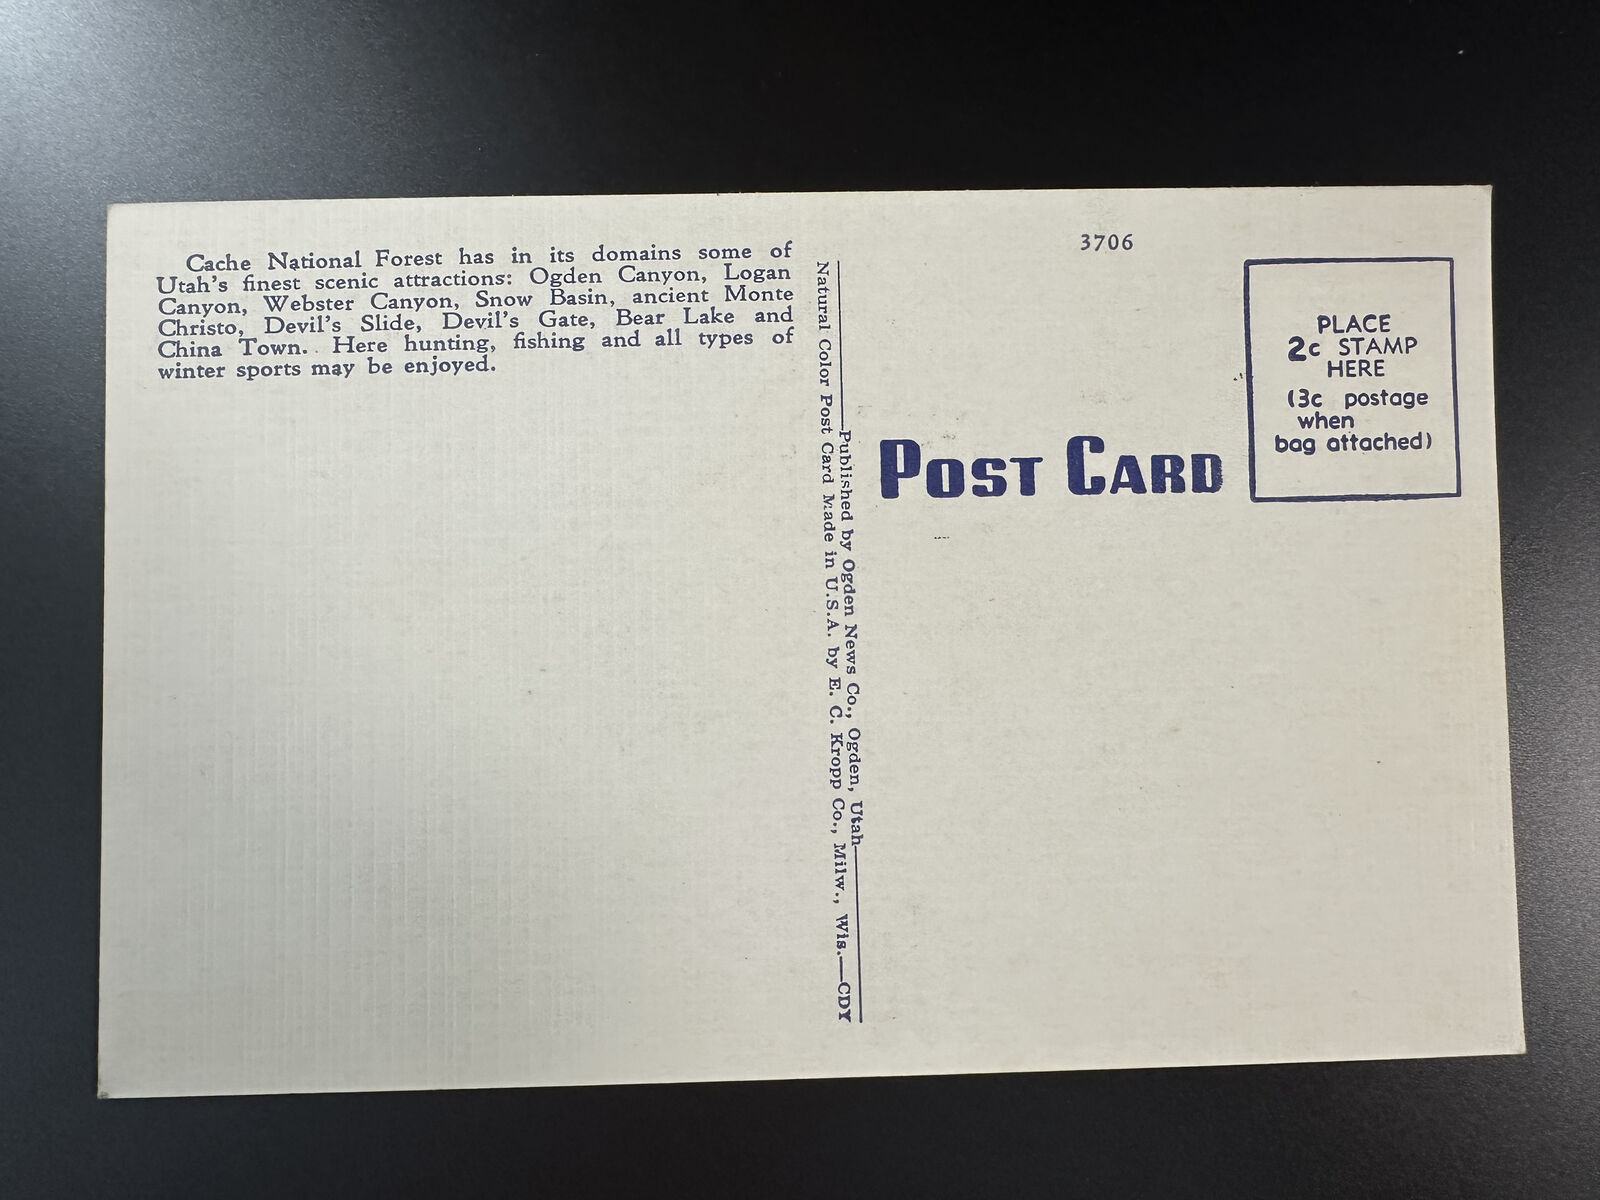 Cache National Forest has in its domains some of
Utah's finest scenic attractions: Ogden Canyon, Logan
Canyon, Webster Canyon, Snow Basin, ancient Monte
Christo, Devil's Slide, Devil's Gate, Bear Lake and
China Town. Here hunting, fishing and all types of
winter sports may be enjoyed.
Published by Ogden News Co., Ogden, Utah
Natural Color Post Card Made in U.S.A. by E. C. Kropp Co., Milw., Wis.—CDY
3706
POST CARD
PLACE
2c STAMP
HERE
(3c postage
when
bag attached)